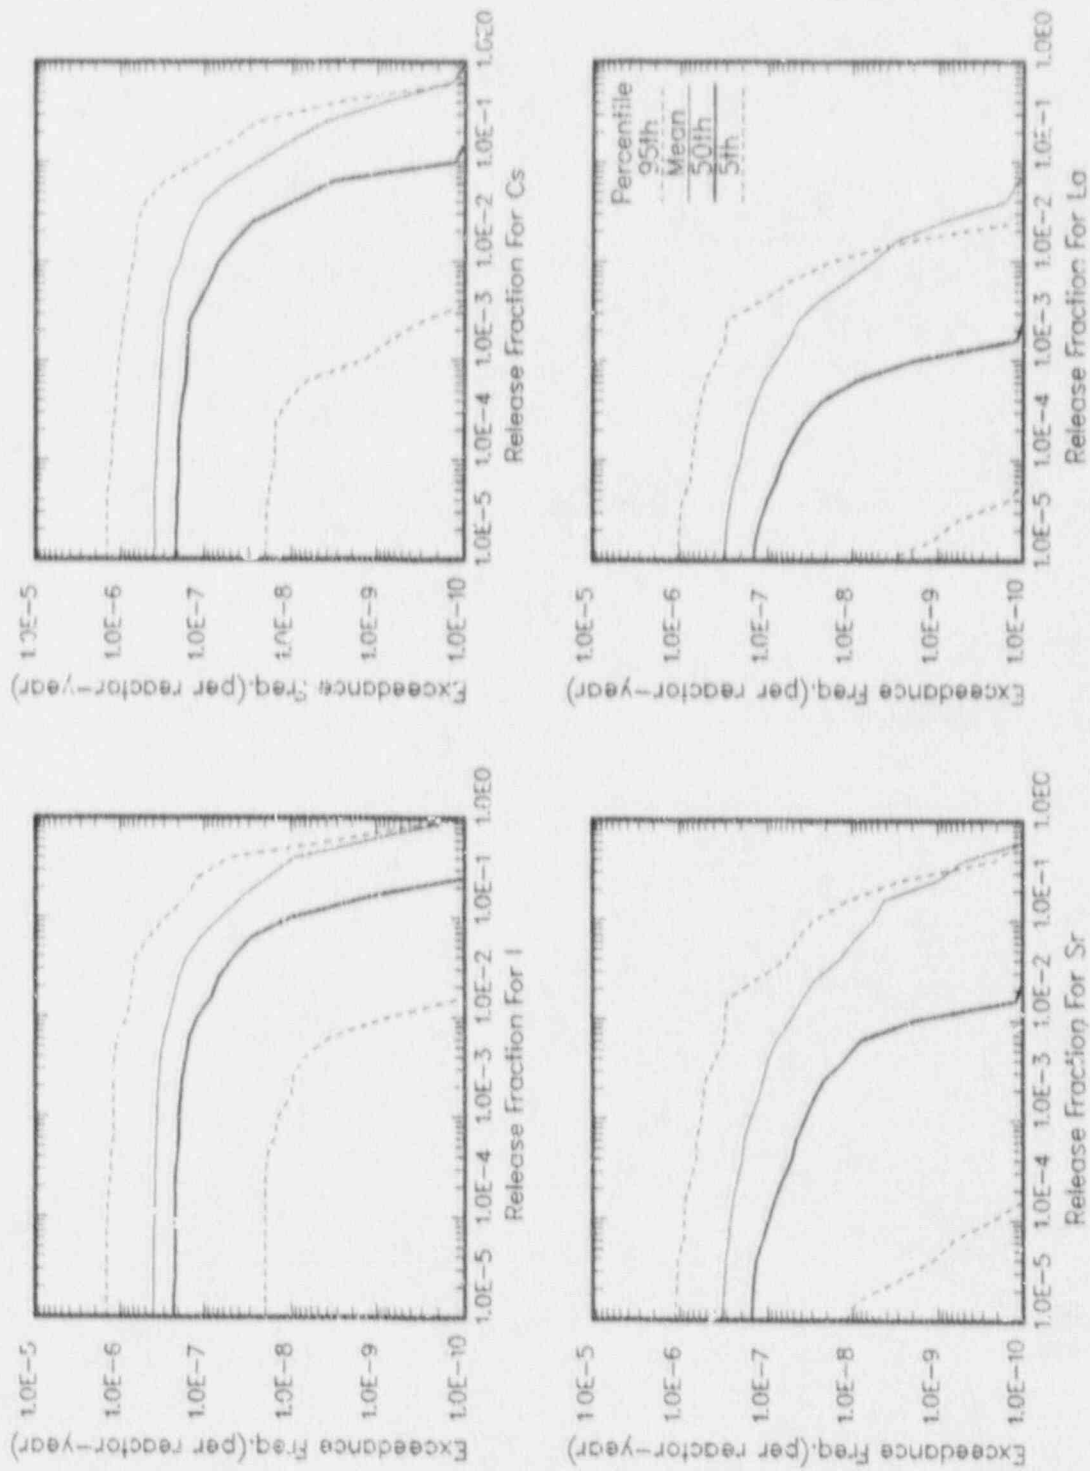 1.0E-5
1.0E-6
1.0E-7
1.0E-8
1.0E-9
1.0E-10
Exceedance Freq.(per reactor-year)
1.0E-5 1.0E-4 1.0E-3 1.0E-2 1.0E-1 1.0E0
Release Fraction For I
1.0E-5
1.0E-6
1.0E-7
1.0E-8
1.0E-9
1.0E-10
Exceedance Freq.(per reactor-year)
1.0E-5 1.0E-4 1.0E-3 1.0E-2 1.0E-1 1.0E0
Release Fraction For Cs
1.0E-5
1.0E-6
1.0E-7
1.0E-8
1.0E-9
1.0E-10
Exceedance Freq.(per reactor-year)
1.0E-5 1.0E-4 1.0E-3 1.0E-2 1.0E-1 1.0E0
Release Fraction For Sr
1.0E-5
1.0E-6
1.0E-7
1.0E-8
1.0E-9
1.0E-10
Exceedance Freq.(per reactor-year)
Percentile
95th
Mean
50th
5th
1.0E-5 1.0E-4 1.0E-3 1.0E-2 1.0E-1 1.0E0
Release Fraction For La